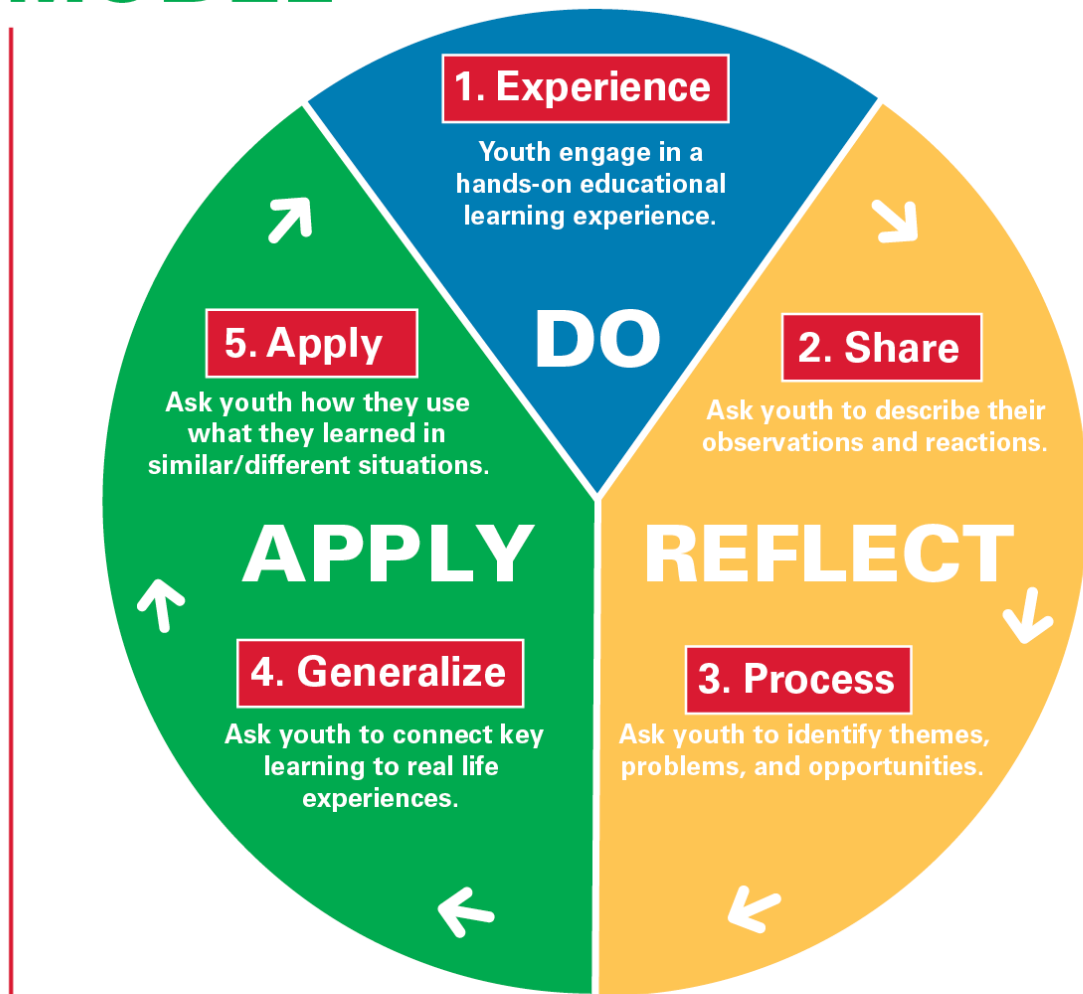 MODEL
1. Experience
Youth engage in a
hands-on educational
learning experience.
DO
2. Share
Ask youth to describe their
observations and reactions.
REFLECT
3. Process
Ask youth to identify themes,
problems, and opportunities.
4. Generalize
Ask youth to connect key
learning to real life
experiences.
APPLY
5. Apply
Ask youth how they use
what they learned in
similar/different situations.